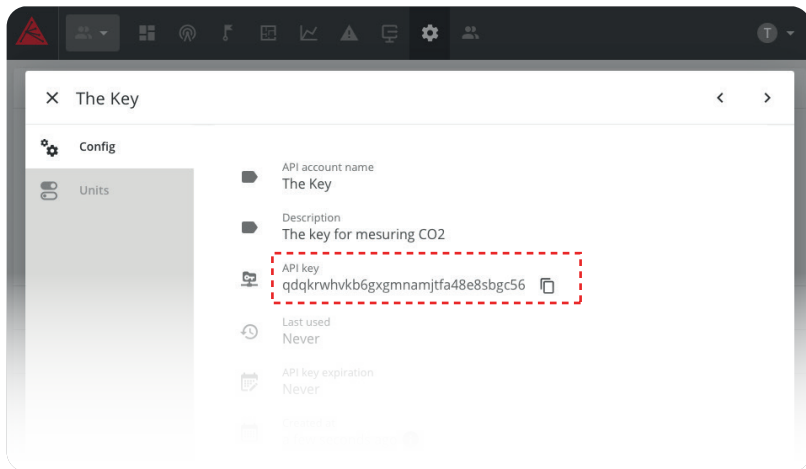 T
The Key
Config
Units
API account name
The Key
Description
The key for mesuring CO2
API key
qdqkrwhvkb6gxgmnamjtfa48e8sbgc56
Last used
Never
API key expiration
Never